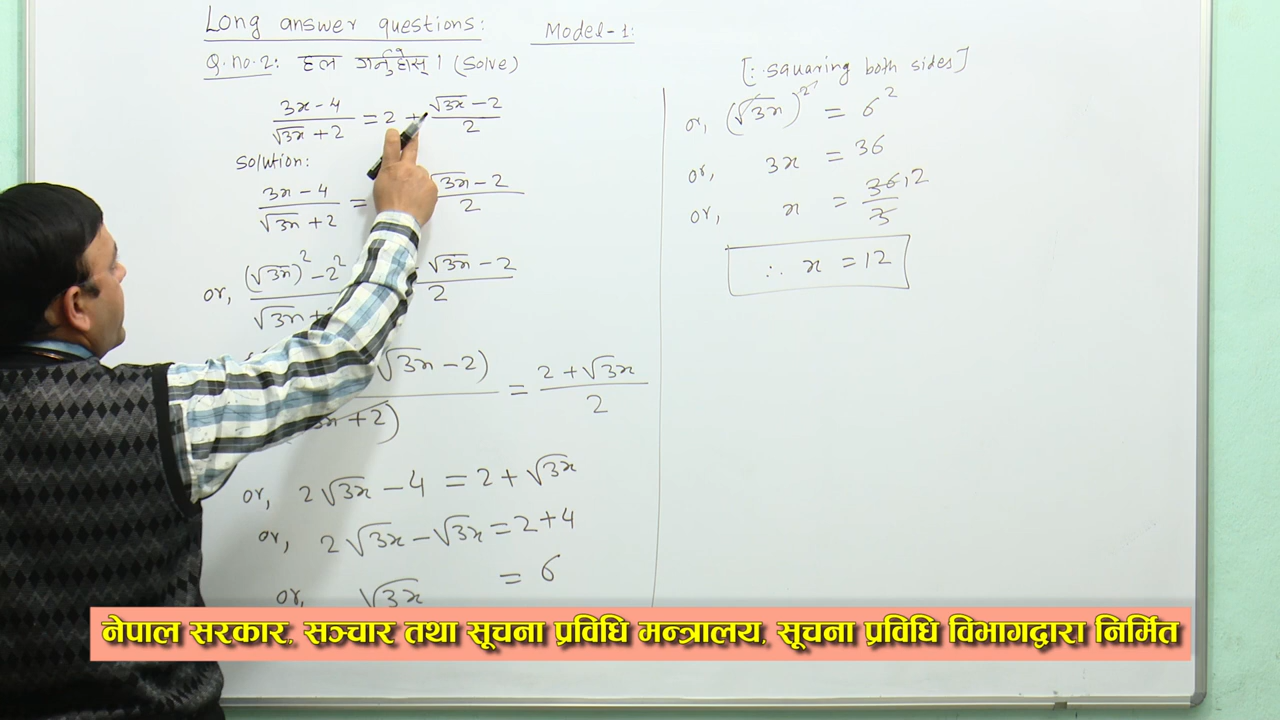 Long answer questions:
Model-1:
Q.no.2: हल गर्नुहोस् । (Solve)
3x-4/√3x+2 = 2 + √3x-2/2
Solution:
3x-4/√3x+2 = √3x-2/2
or, (√3x)²-2²/√3x+ √3x-2/2
√3x-2)/x+2) = 2+√3x/2
or, 2√3x-4 = 2+√3x
or, 2√3x-√3x = 2+4
or, √3x = 6
[∵ squaring both sides]
or, (√3x)² = 6²
or, 3x = 36
or, x = 36/3 12
∴ x = 12
नेपाल सरकार, सञ्चार तथा सूचना प्रविधि मन्त्रालय, सूचना प्रविधि विभागद्वारा निर्मित